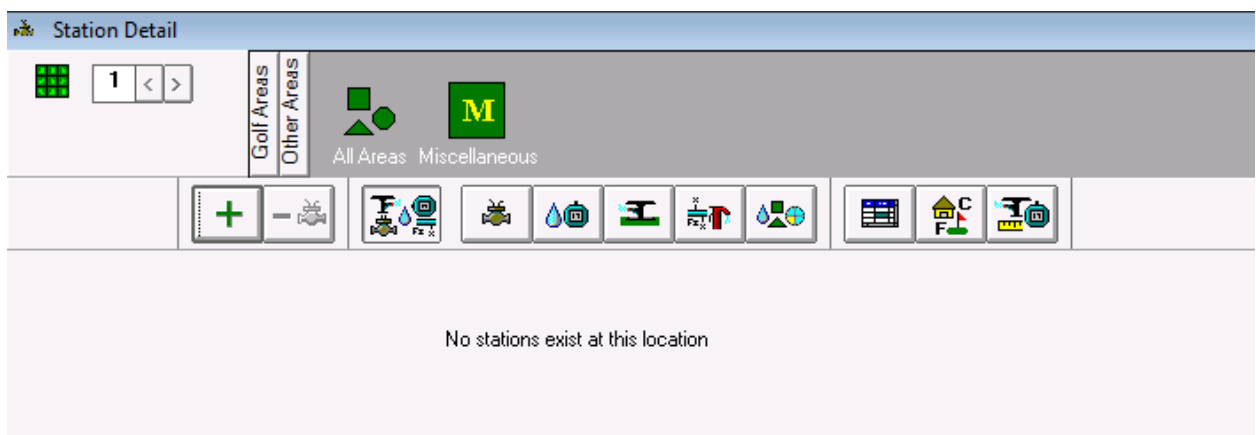 Station Detail
1 < >
Golf Areas
Other Areas
M
All Areas Miscellaneous
C
F
No stations exist at this location